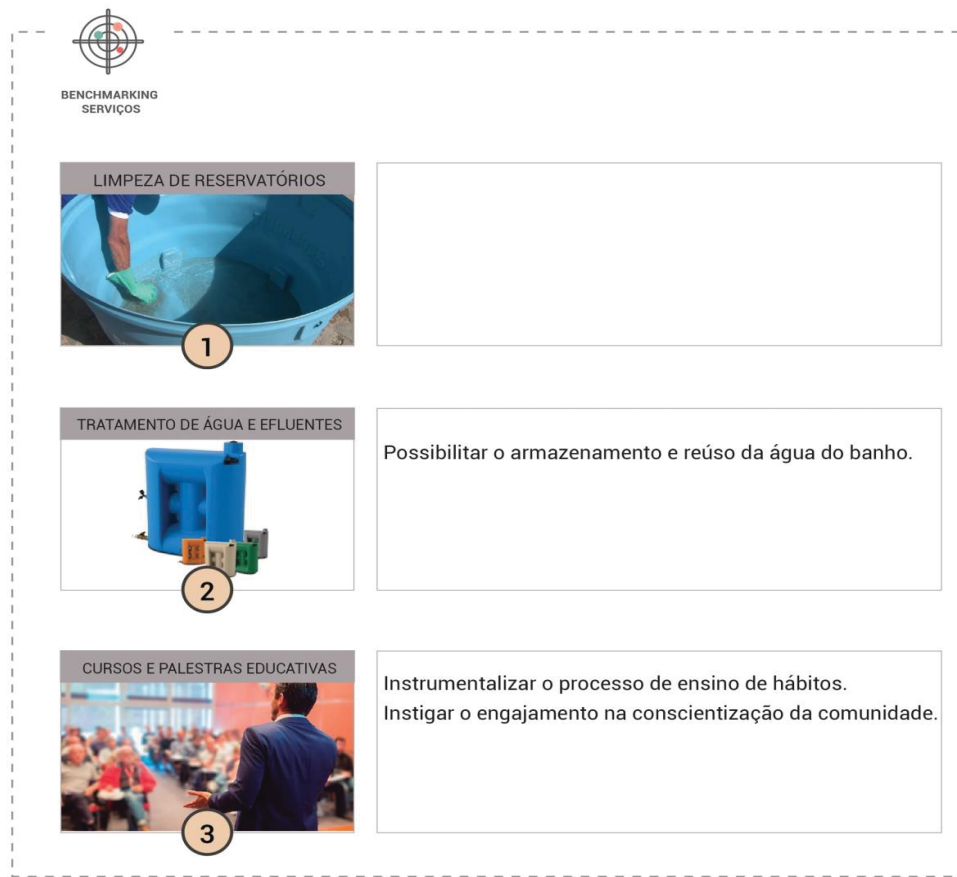 BENCHMARKING
SERVIÇOS
LIMPEZA DE RESERVATÓRIOS
1
TRATAMENTO DE ÁGUA E EFLUENTES
Possibilitar o armazenamento e reúso da água do banho.
2
CURSOS E PALESTRAS EDUCATIVAS
Instrumentalizar o processo de ensino de hábitos.
Instigar o engajamento na conscientização da comunidade.
3